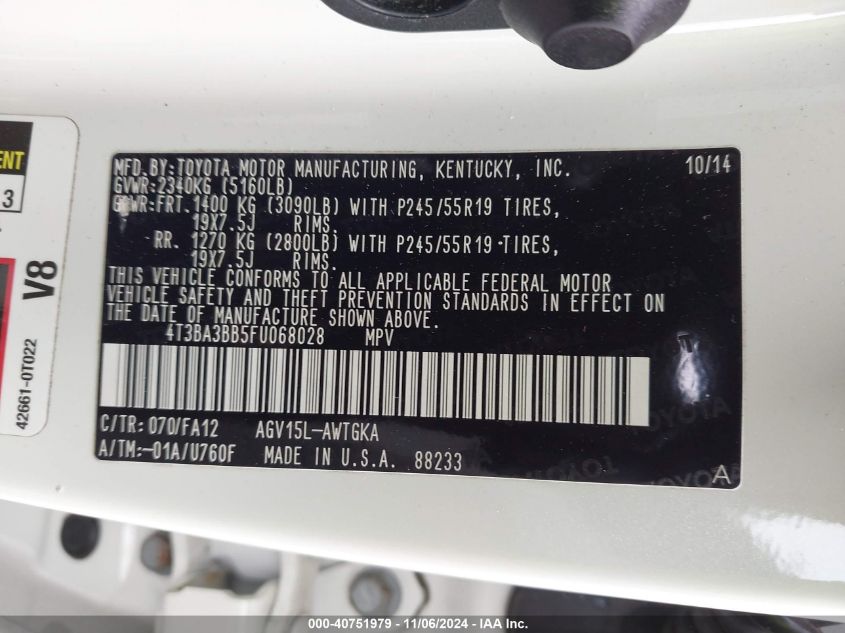 MFD.BY:TOYOTA MOTOR MANUFACTURING, KENTUCKY, INC. 10/14
GVWR:2340KG (5160LB)
GAWR:FRT. 1400 KG (3090LB) WITH P245/55R19 TIRES,
19X7.5J RIMS.
RR. 1270 KG (2800LB) WITH P245/55R19 TIRES,
19X7.5J RIMS.
THIS VEHICLE CONFORMS TO ALL APPLICABLE FEDERAL MOTOR
VEHICLE SAFETY AND THEFT PREVENTION STANDARDS IN EFFECT ON
THE DATE OF MANUFACTURE SHOWN ABOVE.
4T3BA3BB5FU068028 MPV
C/TR: 070/FA12 AGV15L-AWTGKA
A/TM:-01A/U760F MADE IN U.S.A. 88233
A
3
V8
42661-0T022
000-40751979 - 11/06/2024 - IAA Inc.